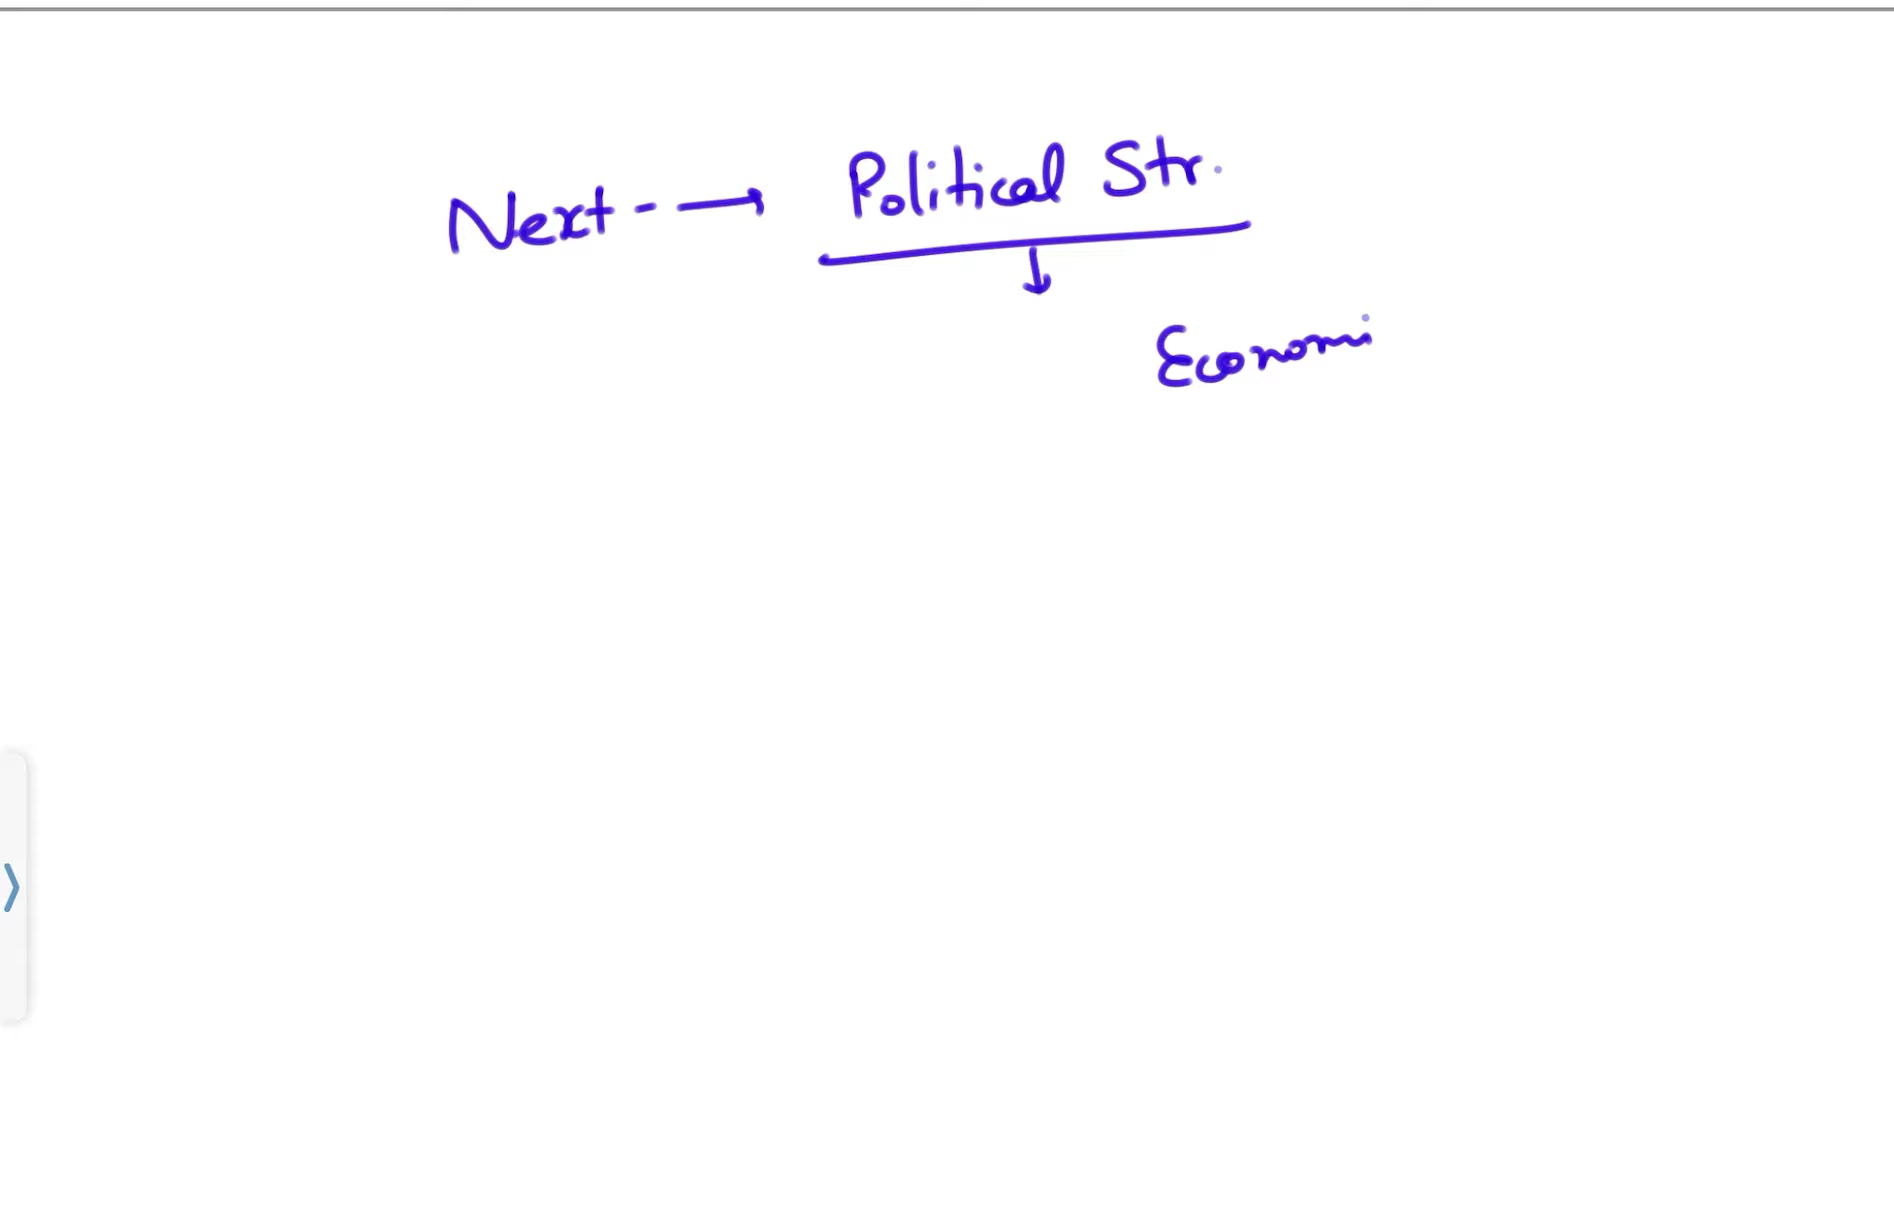 Next --→ Political Str.
↓
Economi